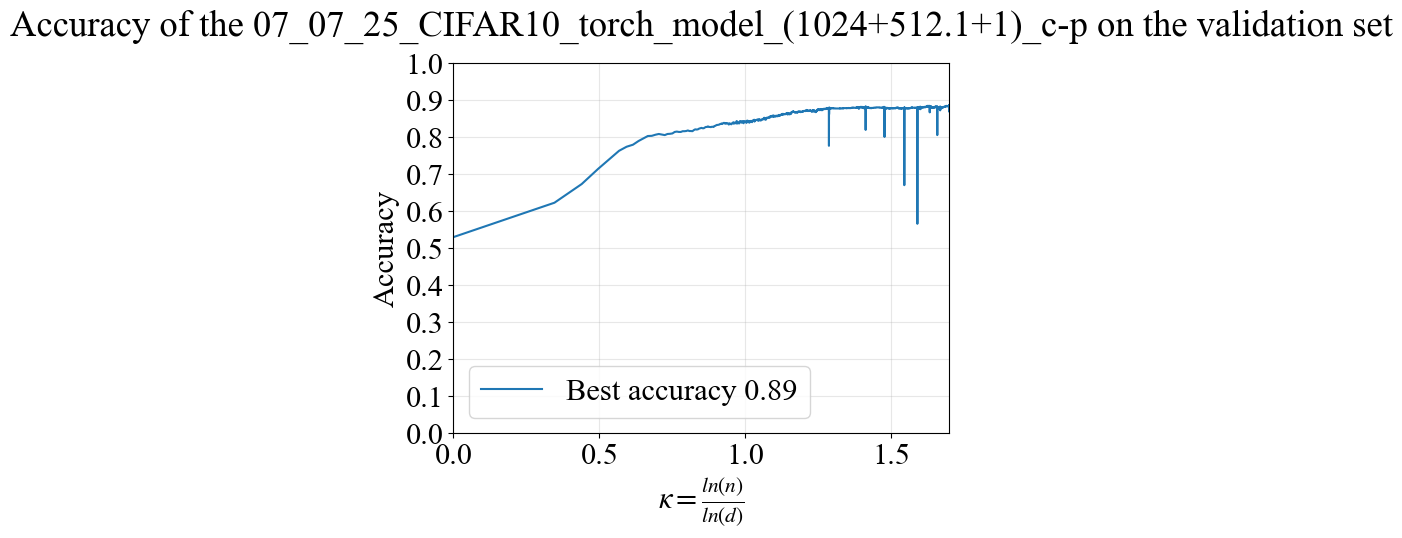 Accuracy of the 07_07_25_CIFAR10_torch_model_(1024+512.1+1)_c-p on the validation set
1.0
0.9
0.8
0.7
0.6
0.5
0.4
0.3
0.2
0.1
0.0
Accuracy
Best accuracy 0.89
0.0 0.5 1.0 1.5
κ = ln(n) / ln(d)